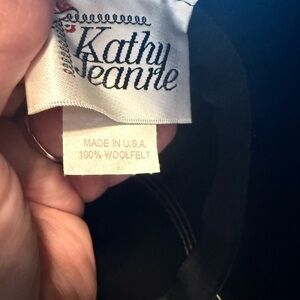 Kathy
Jeanne
MADE IN U.S.A.
100% WOOLFELT